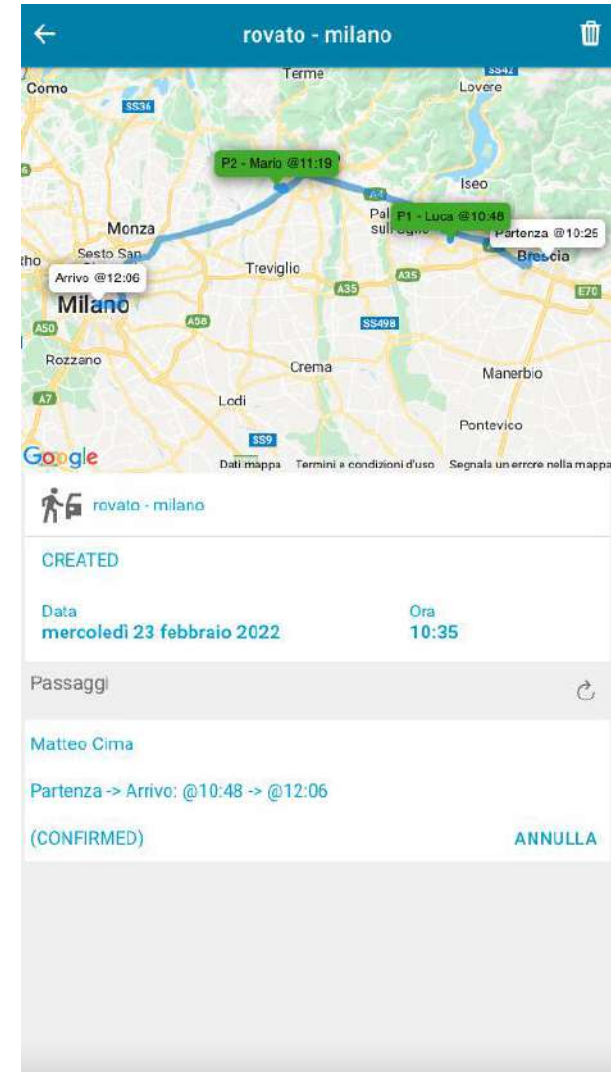 rovato - milano
Terme
SS42
Como
Lovere
SS36
P2 - Mario @11:19
Iseo
A4
P1 - Luca @10:48
Monza
Partenza @10:25
Sesto San
Brescia
Arrivo @12:06
Treviglio
A35
A35
E70
Milano
A50
A58
SS498
Rozzano
Crema
Manerbio
A7
Lodi
Pontevico
SS9
Google
Dati mappa Termini e condizioni d'uso Segnala un errore nella mappa
rovato - milano
CREATED
Data
Ora
mercoledì 23 febbraio 2022
10:35
Passaggi
Matteo Cima
Partenza -> Arrivo: @10:48 -> @12:06
(CONFIRMED)
ANNULLA